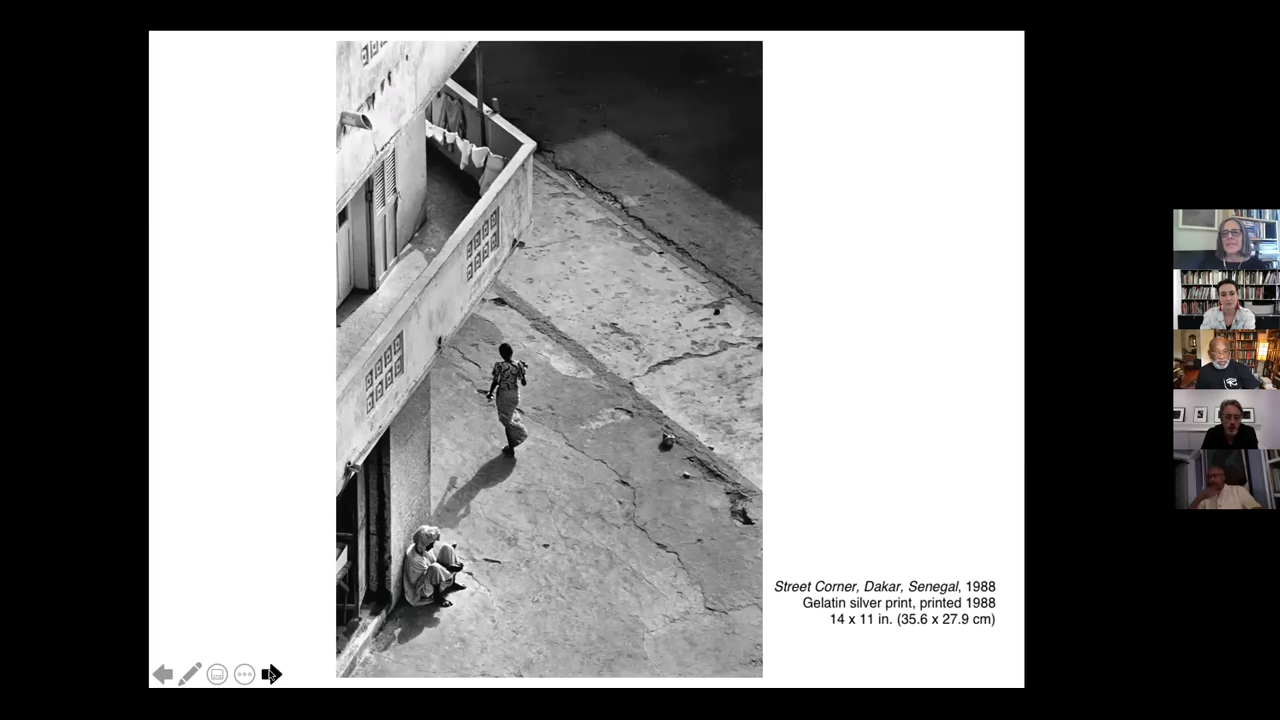 Street Corner, Dakar, Senegal, 1988
Gelatin silver print, printed 1988
14 x 11 in. (35.6 x 27.9 cm)